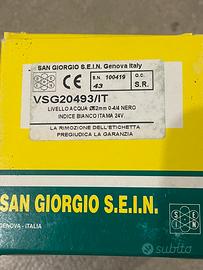 SAN GIORGIO S.E.I.N. Genova Italy
S.N. 100419
O.C.
43
S.R.
VSG20493/IT
LIVELLO ACQUA Ø52mm 0-4/4 NERO
INDICE BIANCO ITAMA 24V.
LA RIMOZIONE DELL'ETICHETTA
PREGIUDICA LA GARANZIA
SAN GIORGIO S.E.I.N.
GENOVA - ITALIA
subito